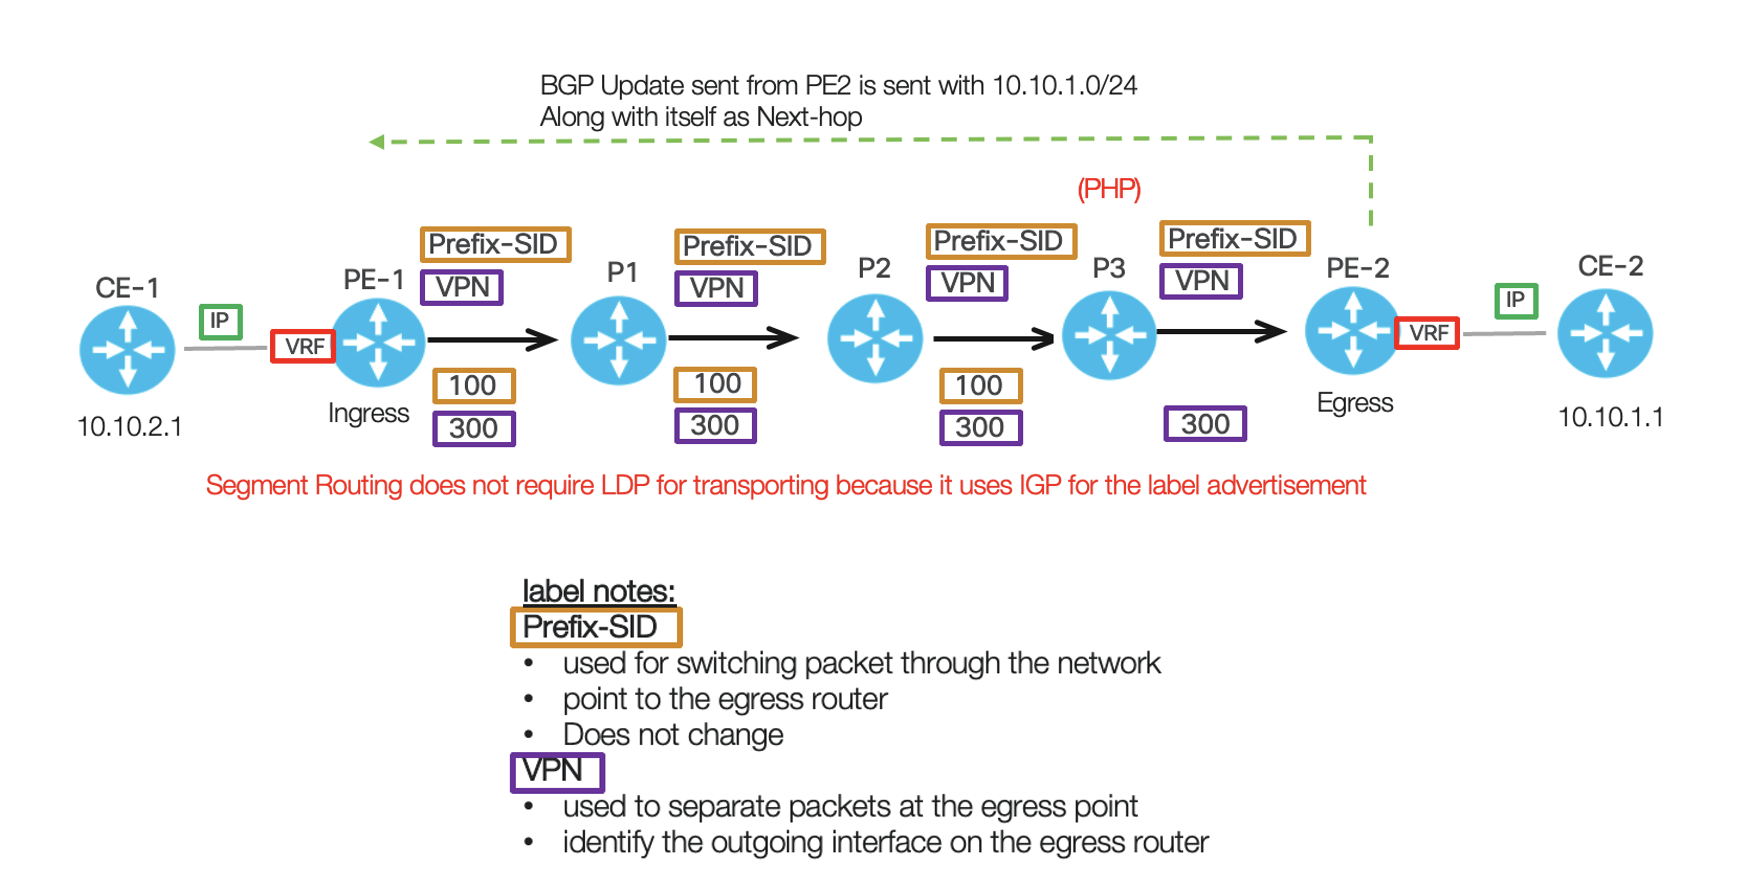 BGP Update sent from PE2 is sent with 10.10.1.0/24
Along with itself as Next-hop
(PHP)
Prefix-SID
VPN
Prefix-SID
VPN
Prefix-SID
VPN
Prefix-SID
VPN
CE-1
IP
VRF
PE-1
P1
P2
P3
PE-2
VRF
IP
CE-2
10.10.2.1
Ingress
100
300
100
300
100
300
300
Egress
10.10.1.1
Segment Routing does not require LDP for transporting because it uses IGP for the label advertisement
label notes:
Prefix-SID
• used for switching packet through the network
• point to the egress router
• Does not change
VPN
• used to separate packets at the egress point
• identify the outgoing interface on the egress router